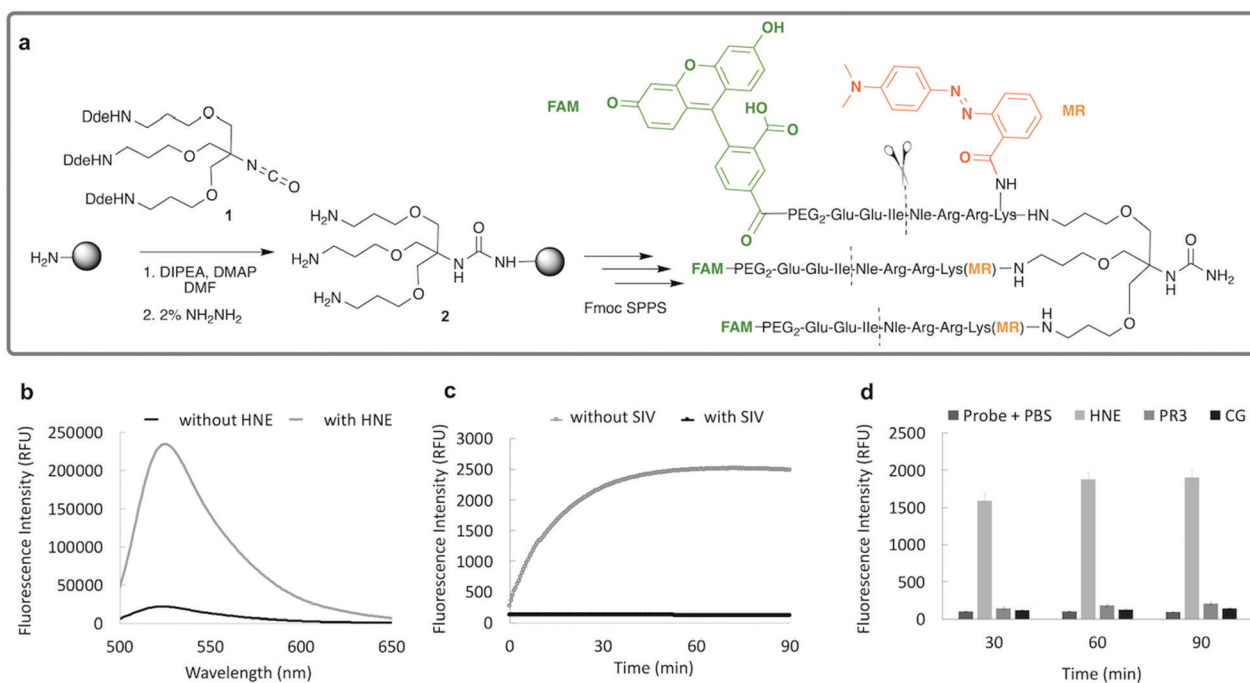 a
OH
O
O
FAM
HO
O
O
N
N
N
MR
O
NH
DdeHN
O
DdeHN
O
N
C
O
DdeHN
O
1
H2N
1. DIPEA, DMAP
DMF
2. 2% NH2NH2
H2N
O
H2N
O
O
N
H
NH
H2N
O
2
Fmoc SPPS
PEG2-Glu-Glu-Ile-Nle-Arg-Arg-Lys-HN
O
FAM-PEG2-Glu-Glu-Ile-Nle-Arg-Arg-Lys(MR)-N
H
O
O
N
H
NH2
FAM-PEG2-Glu-Glu-Ile-Nle-Arg-Arg-Lys(MR)-N
H
O
b
without HNE with HNE
Fluorescence Intensity (RFU)
250000
200000
150000
100000
50000
0
500 550 600 650
Wavelength (nm)
c
without SIV with SIV
Fluorescence Intensity (RFU)
3000
2500
2000
1500
1000
500
0
0 30 60 90
Time (min)
d
Probe + PBS HNE PR3 CG
Fluorescence Intensity (RFU)
2500
2000
1500
1000
500
0
30 60 90
Time (min)